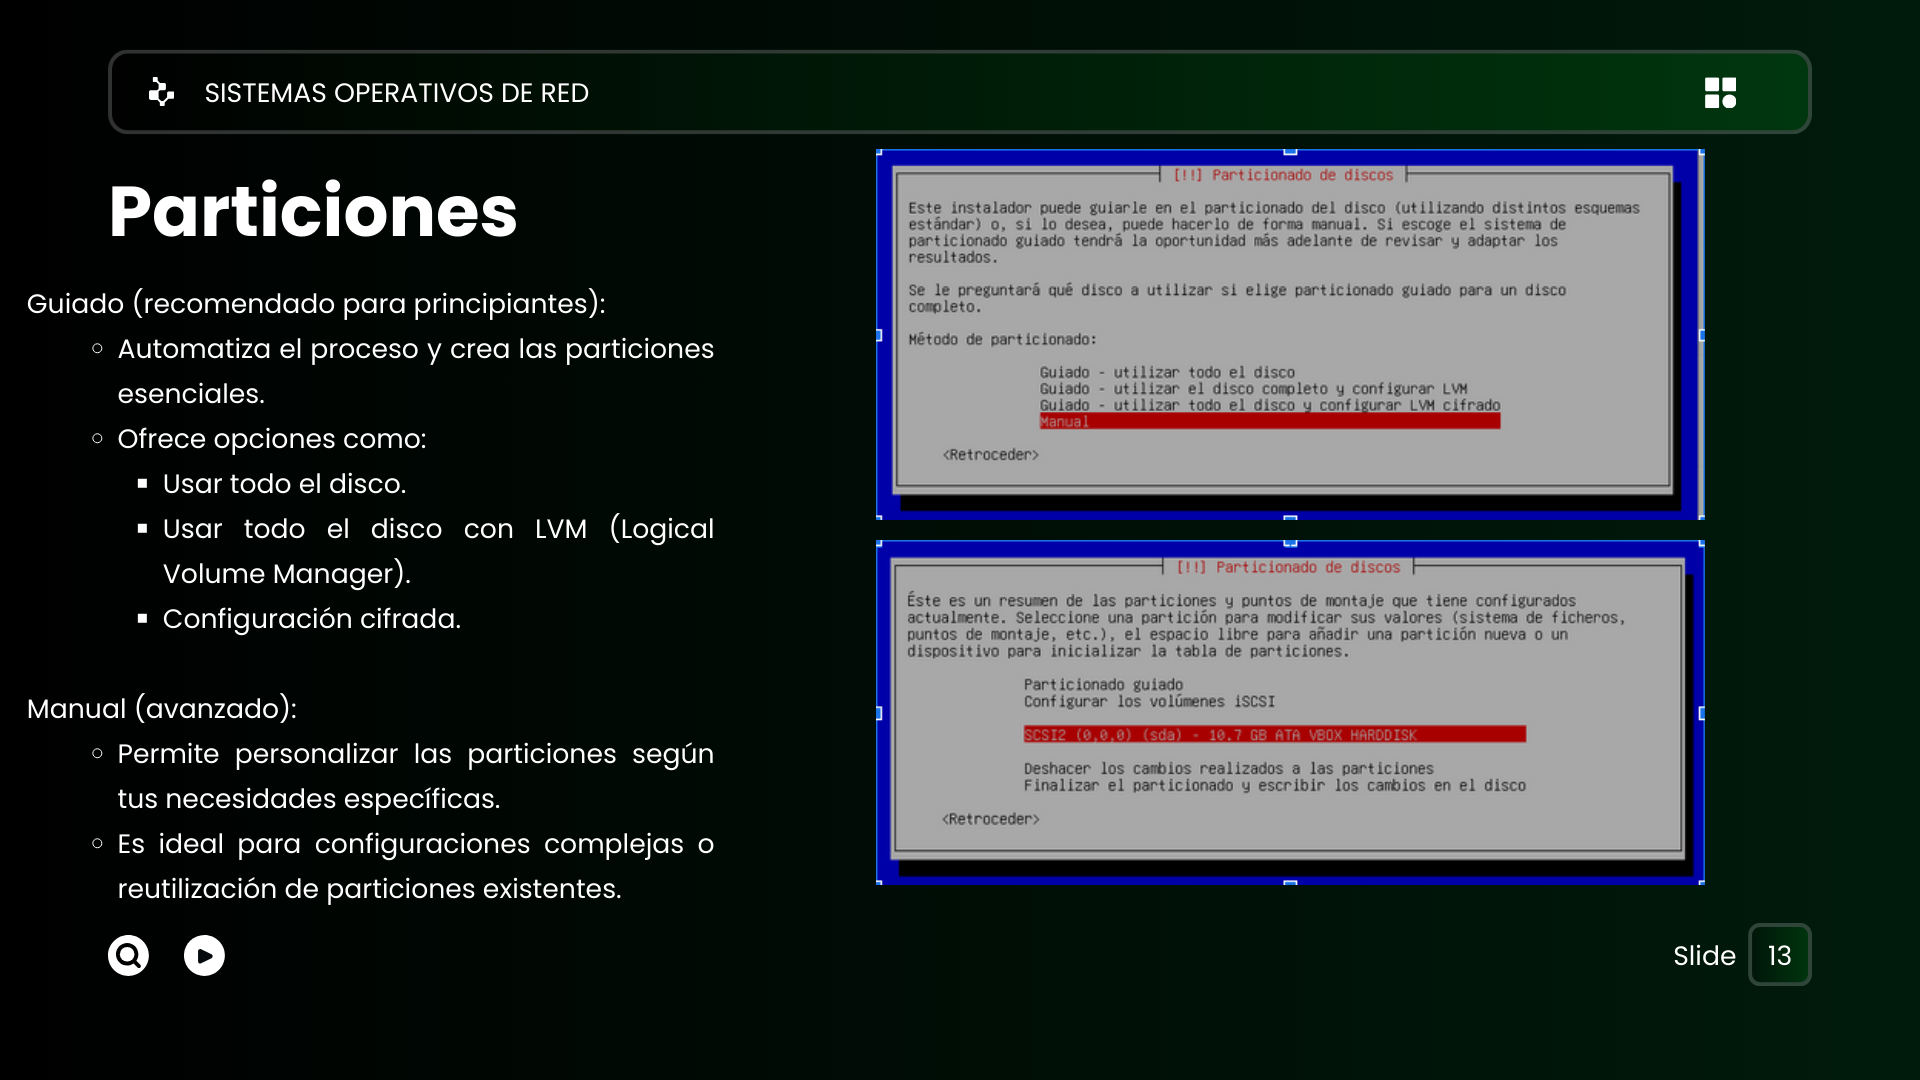 SISTEMAS OPERATIVOS DE RED
Particiones
Guiado (recomendado para principiantes):
Automatiza el proceso y crea las particiones
esenciales.
Ofrece opciones como:
Usar todo el disco.
Usar todo el disco con LVM (Logical
Volume Manager).
Configuración cifrada.
Manual (avanzado):
Permite personalizar las particiones según
tus necesidades específicas.
Es ideal para configuraciones complejas o
reutilización de particiones existentes.
[!!] Particionado de discos
Este instalador puede guiarle en el particionado del disco (utilizando distintos esquemas
estándar) o, si lo desea, puede hacerlo de forma manual. Si escoge el sistema de
particionado guiado tendrá la oportunidad más adelante de revisar y adaptar los
resultados.
Se le preguntará qué disco a utilizar si elige particionado guiado para un disco
completo.
Método de particionado:
Guiado - utilizar todo el disco
Guiado - utilizar el disco completo y configurar LVM
Guiado - utilizar todo el disco y configurar LVM cifrado
Manual
<Retroceder>
[!!] Particionado de discos
Éste es un resumen de las particiones y puntos de montaje que tiene configurados
actualmente. Seleccione una partición para modificar sus valores (sistema de ficheros,
puntos de montaje, etc.), el espacio libre para añadir una partición nueva o un
dispositivo para inicializar la tabla de particiones.
Particionado guiado
Configurar los volúmenes iSCSI
SCSI2 (0,0,0) (sda) - 10.7 GB ATA VBOX HARDDISK
Deshacer los cambios realizados a las particiones
Finalizar el particionado y escribir los cambios en el disco
<Retroceder>
Slide 13